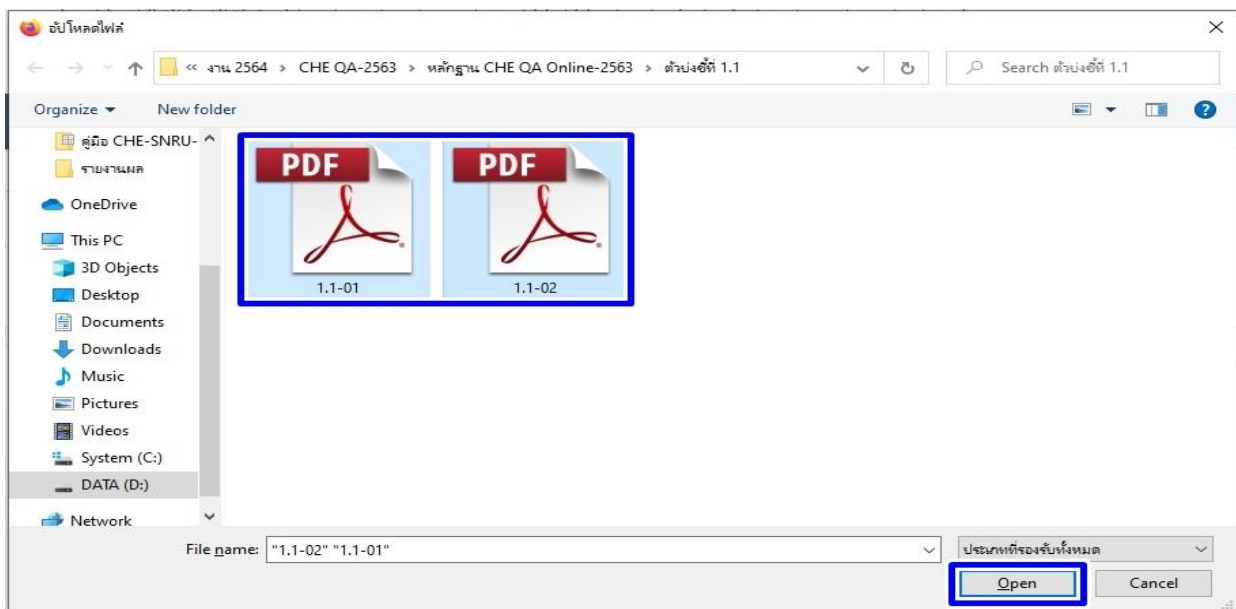 อัปโหลดไฟล์
« งาน 2564 › CHE QA-2563 › หลักฐาน CHE QA Online-2563 › ตัวบ่งชี้ที่ 1.1
Search ตัวบ่งชี้ที่ 1.1
Organize
New folder
คู่มือ CHE-SNRU-
รายงานผล
OneDrive
This PC
3D Objects
Desktop
Documents
Downloads
Music
Pictures
Videos
System (C:)
DATA (D:)
Network
PDF
PDF
1.1-01
1.1-02
File name: "1.1-02" "1.1-01"
ประเภทที่รองรับทั้งหมด
Open
Cancel